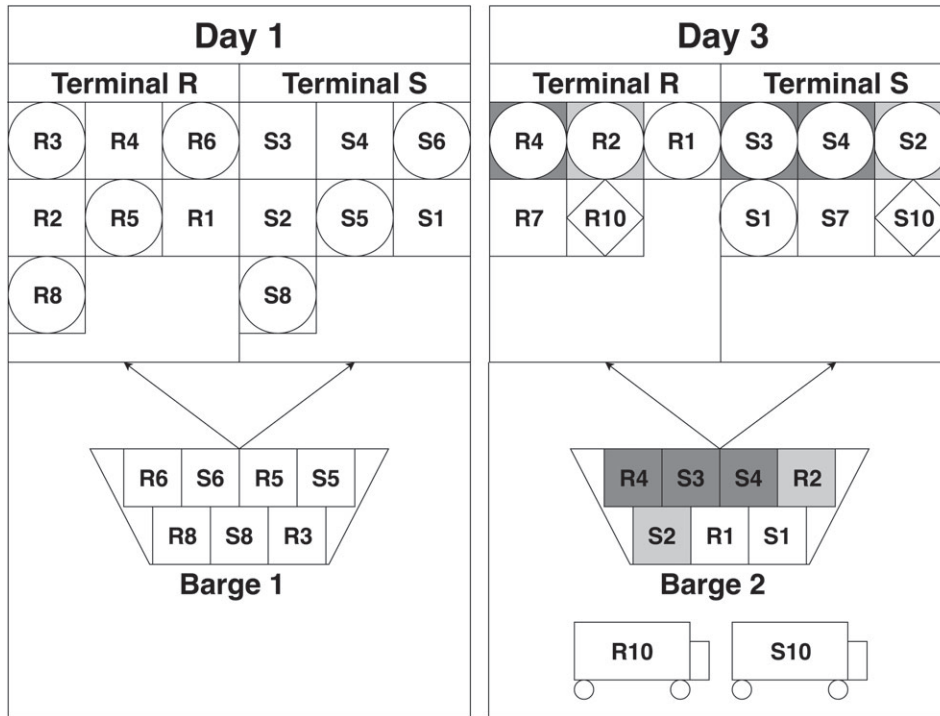 Day 1
Terminal R Terminal S
R3 R4 R6 S3 S4 S6
R2 R5 R1 S2 S5 S1
R8 S8
R6 S6 R5 S5
R8 S8 R3
Barge 1
Day 3
Terminal R Terminal S
R4 R2 R1 S3 S4 S2
R7 R10 S1 S7 S10
R4 S3 S4 R2
S2 R1 S1
Barge 2
R10 S10